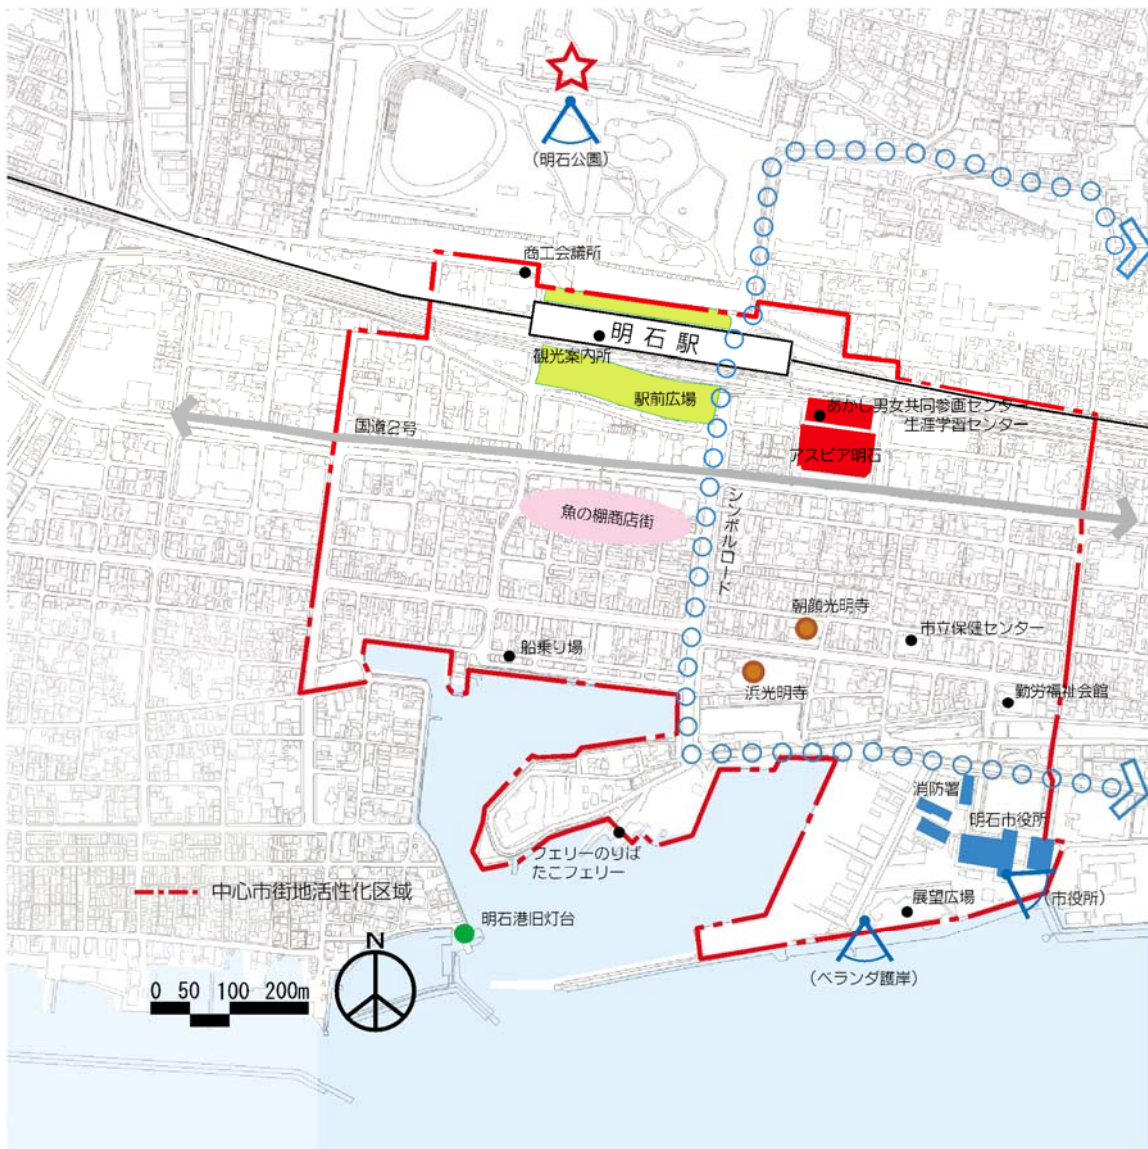 (明石公園)
商工会議所
明石駅
観光案内所
駅前広場
あかし男女共同参画センター
生涯学習センター
国道2号
アスピア明石
魚の棚商店街
シンボルロード
朝顔光明寺
市立保健センター
船乗り場
浜光明寺
勤労福祉会館
消防署
明石市役所
フェリーのりば
たこフェリー
中心市街地活性化区域
展望広場
(市役所)
明石港旧灯台
N
(ベランダ護岸)
0 50 100 200m